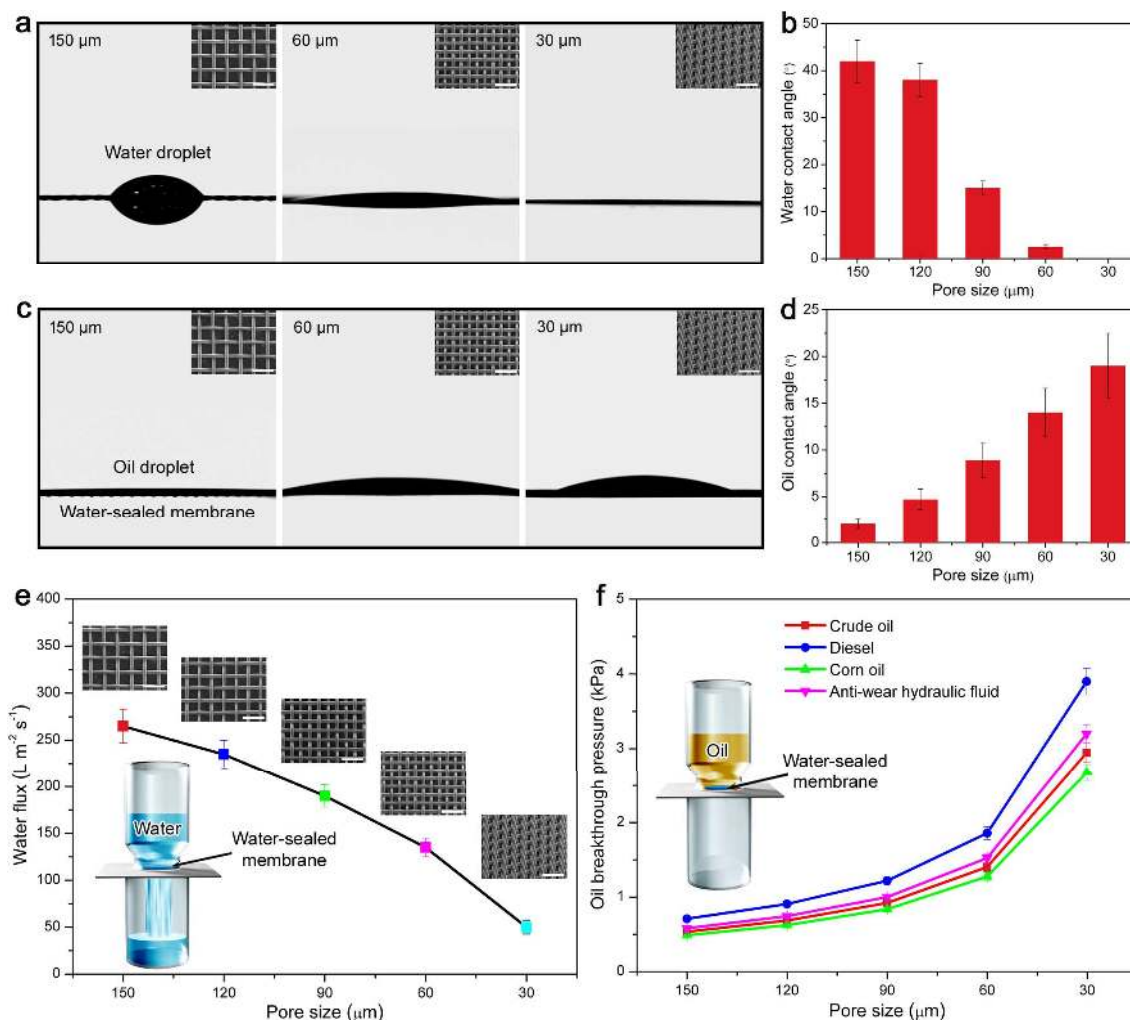 a
150 µm
60 µm
30 µm
Water droplet
b
Water contact angle (°)
50
40
30
20
10
0
150
120
90
60
30
Pore size (µm)
c
150 µm
60 µm
30 µm
Oil droplet
Water-sealed membrane
d
Oil contact angle (°)
25
20
15
10
5
0
150
120
90
60
30
Pore size (µm)
e
Water flux (L m⁻² s⁻¹)
400
350
300
250
200
150
100
50
0
Water
Water-sealed
membrane
150
120
90
60
30
Pore size (µm)
f
Oil breakthrough pressure (kPa)
5
4
3
2
1
0
Crude oil
Diesel
Corn oil
Anti-wear hydraulic fluid
Oil
Water-sealed
membrane
150
120
90
60
30
Pore size (µm)